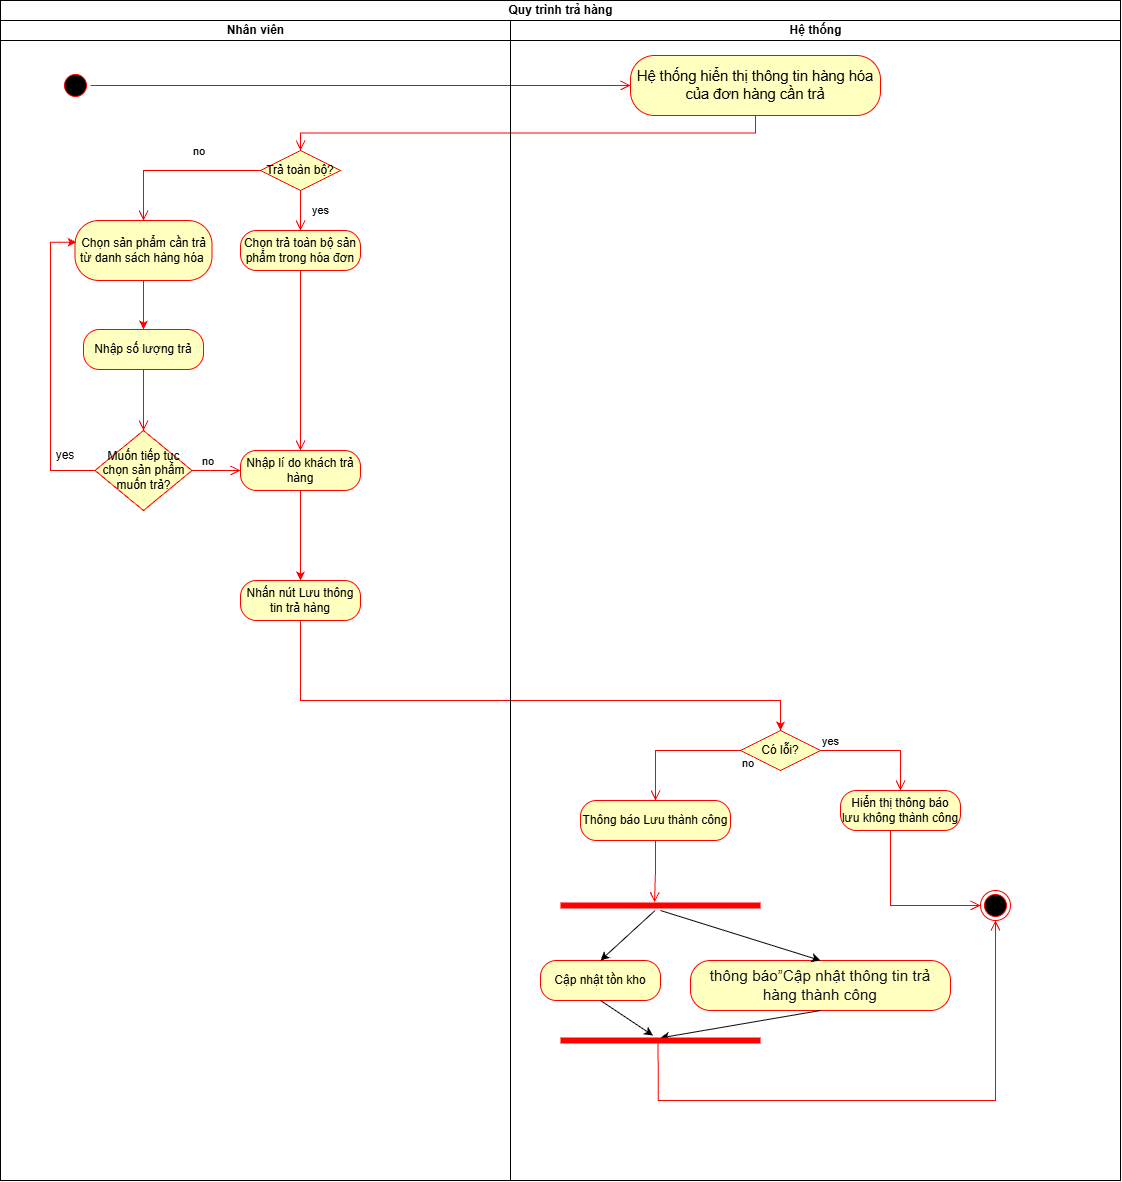 Quy trình trả hàng
Nhân viên
Hệ thống
Hệ thống hiển thị thông tin hàng hóa
của đơn hàng cần trả
no
Trả toàn bộ?
yes
Chọn sản phẩm cần trả
từ danh sách hàng hóa
Chọn trả toàn bộ sản
phẩm trong hóa đơn
Nhập số lượng trả
yes
Muốn tiếp tục
chọn sản phẩm
muốn trả?
no
Nhập lí do khách trả
hàng
Nhấn nút Lưu thông
tin trả hàng
Có lỗi?
yes
no
Thông báo Lưu thành công
Hiển thị thông báo
lưu không thành công
Cập nhật tồn kho
thông báo”Cập nhật thông tin trả
hàng thành công